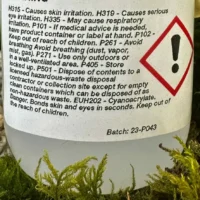 H315 - Causes skin irritation. H319 - Causes serious
eye irritation. H335 - May cause respiratory
irritation. P101 - If medical advice is needed,
have product container or label at hand. P102 -
Keep out of reach of children. P261 - Avoid
breathing Avoid breathing (dust, vapor,
mist, gas). P271 - Use only outdoors or
in a well-ventilated area. P405 - Store
locked up. P501 - Dispose of contents to a
licensed hazardous-waste disposal
contractor or collection site except for empty
clean containers which can be disposed of as
Danger. Bonds skin and eyes in seconds. Keep out of
the reach of children.
Batch: 23-P043